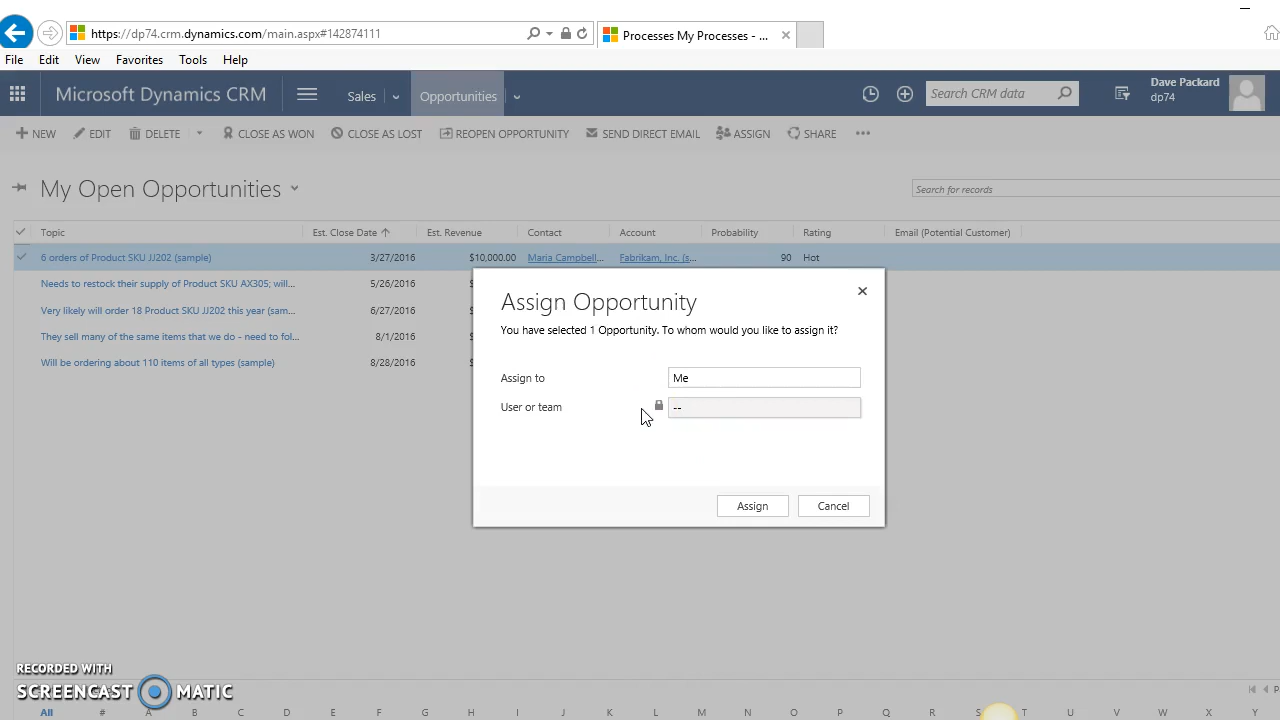 https://dp74.crm.dynamics.com/main.aspx#142874111
Processes My Processes - ...
File Edit View Favorites Tools Help
Microsoft Dynamics CRM Sales Opportunities Search CRM data Dave Packard
dp74
NEW EDIT DELETE CLOSE AS WON CLOSE AS LOST REOPEN OPPORTUNITY SEND DIRECT EMAIL ASSIGN SHARE •••
My Open Opportunities
Search for records
Topic Est. Close Date Est. Revenue Contact Account Probability Rating Email (Potential Customer)
6 orders of Product SKU JJ202 (sample) 3/27/2016 $10,000.00 Maria Campbell... Fabrikam, Inc. (s... 90 Hot
Needs to restock their supply of Product SKU AX305; will... 5/26/2016 $
Very likely will order 18 Product SKU JJ202 this year (sam... 6/27/2016 $
They sell many of the same items that we do - need to fol... 8/1/2016 $
Will be ordering about 110 items of all types (sample) 8/28/2016 $
Assign Opportunity
You have selected 1 Opportunity. To whom would you like to assign it?
Assign to Me
User or team --
Assign Cancel
RECORDED WITH
SCREENCAST MATIC
P
All # A B C D E F G H I J K L M N O P Q R S T U V W X Y